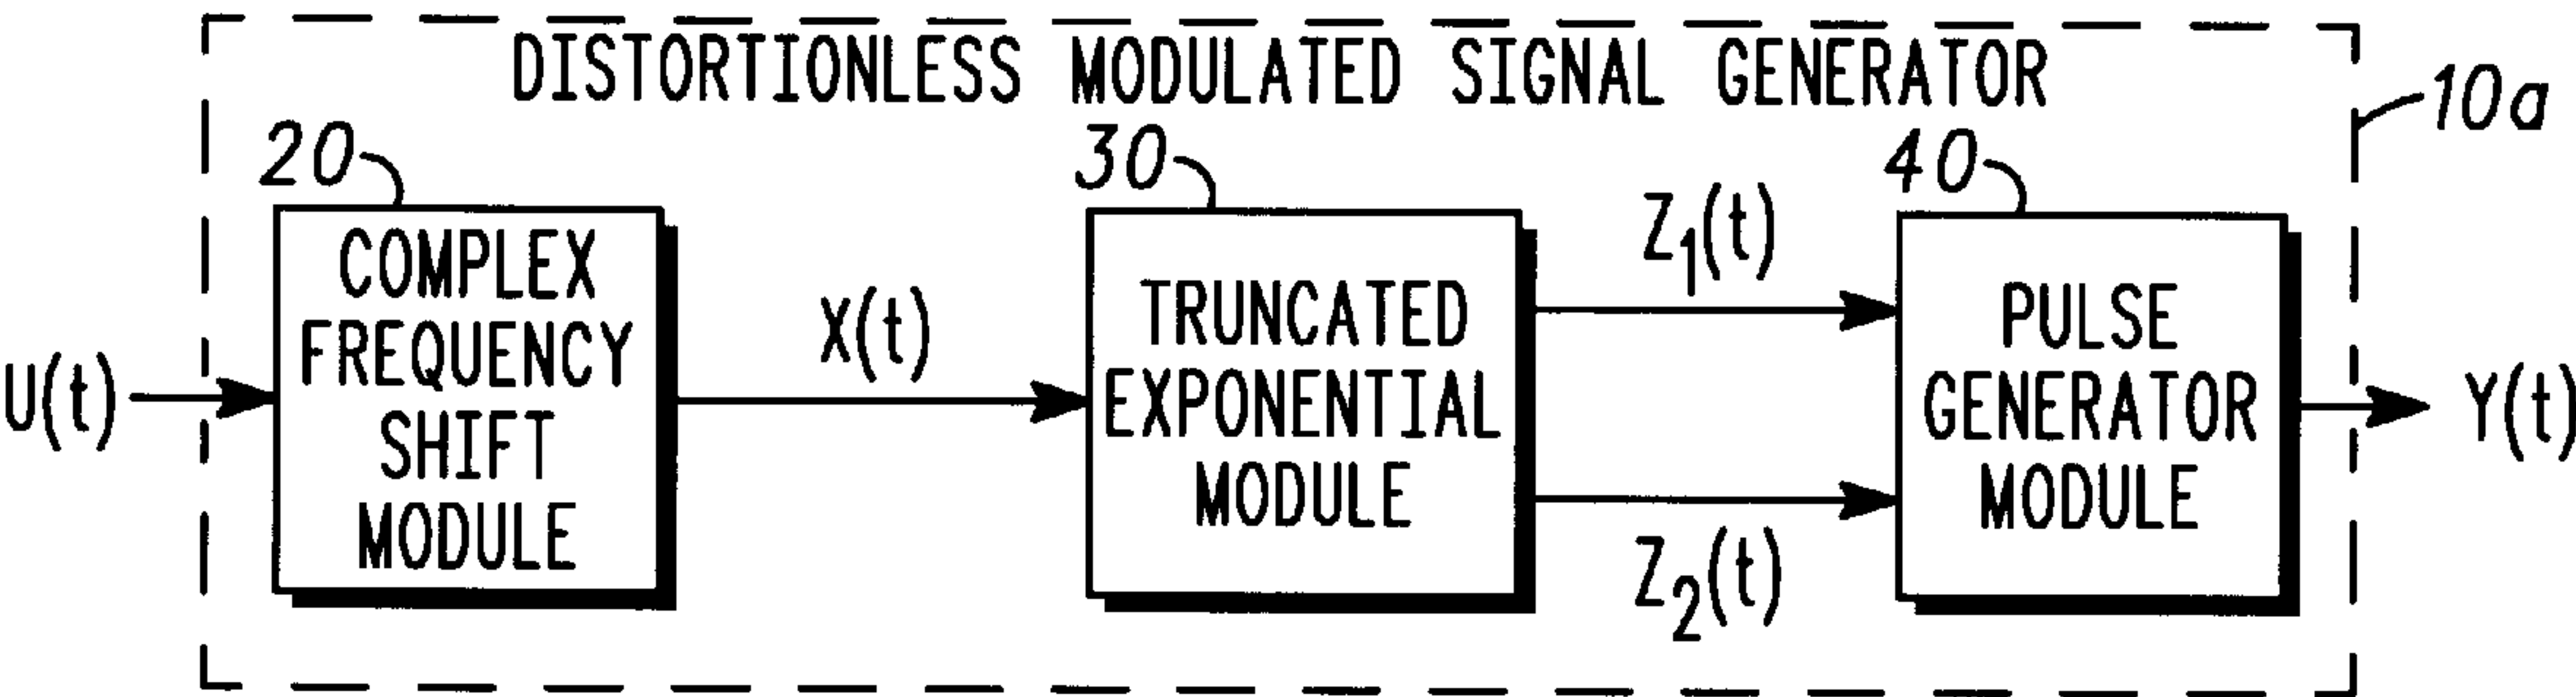 DISTORTIONLESS MODULATED SIGNAL GENERATOR
10a
20
30
40
U(t)
COMPLEX
FREQUENCY
SHIFT
MODULE
X(t)
TRUNCATED
EXPONENTIAL
MODULE
Z1(t)
Z2(t)
PULSE
GENERATOR
MODULE
Y(t)